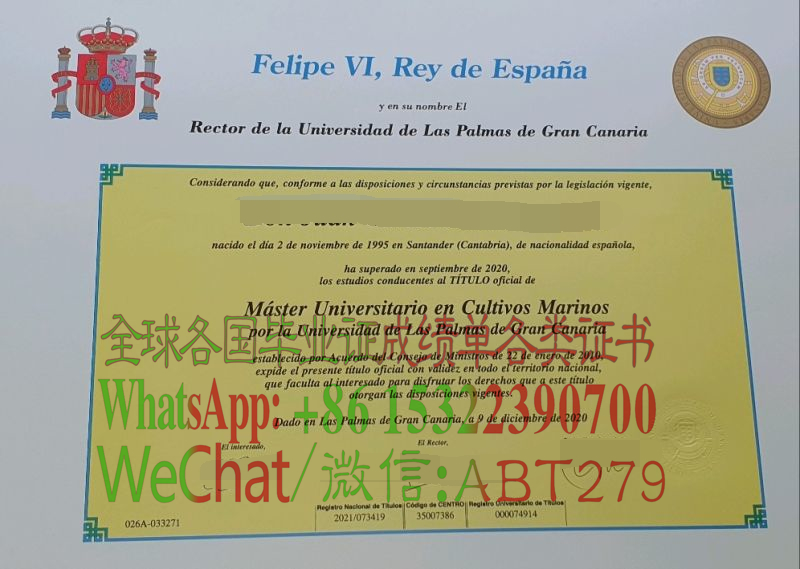 Felipe VI, Rey de España
y en su nombre El
Rector de la Universidad de Las Palmas de Gran Canaria
Considerando que, conforme a las disposiciones y circunstancias previstas por la legislación vigente,
nacido el día 2 de noviembre de 1995 en Santander (Cantabria), de nacionalidad española,
ha superado en septiembre de 2020,
los estudios conducentes al TÍTULO oficial de
Máster Universitario en Cultivos Marinos
全球各国毕业证成绩单各类证书
por la Universidad de Las Palmas de Gran Canaria
establecido por Acuerdo del Consejo de Ministros de 22 de enero de 2010,
expide el presente título oficial con validez en todo el territorio nacional,
que faculta al interesado para disfrutar los derechos que a este título
otorgan las disposiciones vigentes.
WhatsApp: +86 15322390700
Dado en Las Palmas de Gran Canaria, a 9 de diciembre de 2020
El interesado,
El Rector,
WeChat/微信:ABT279
026A-033271
Registro Nacional de Títulos
Código de CENTRO
Registro Universitario de Títulos
2021/073419
35007386
000074914